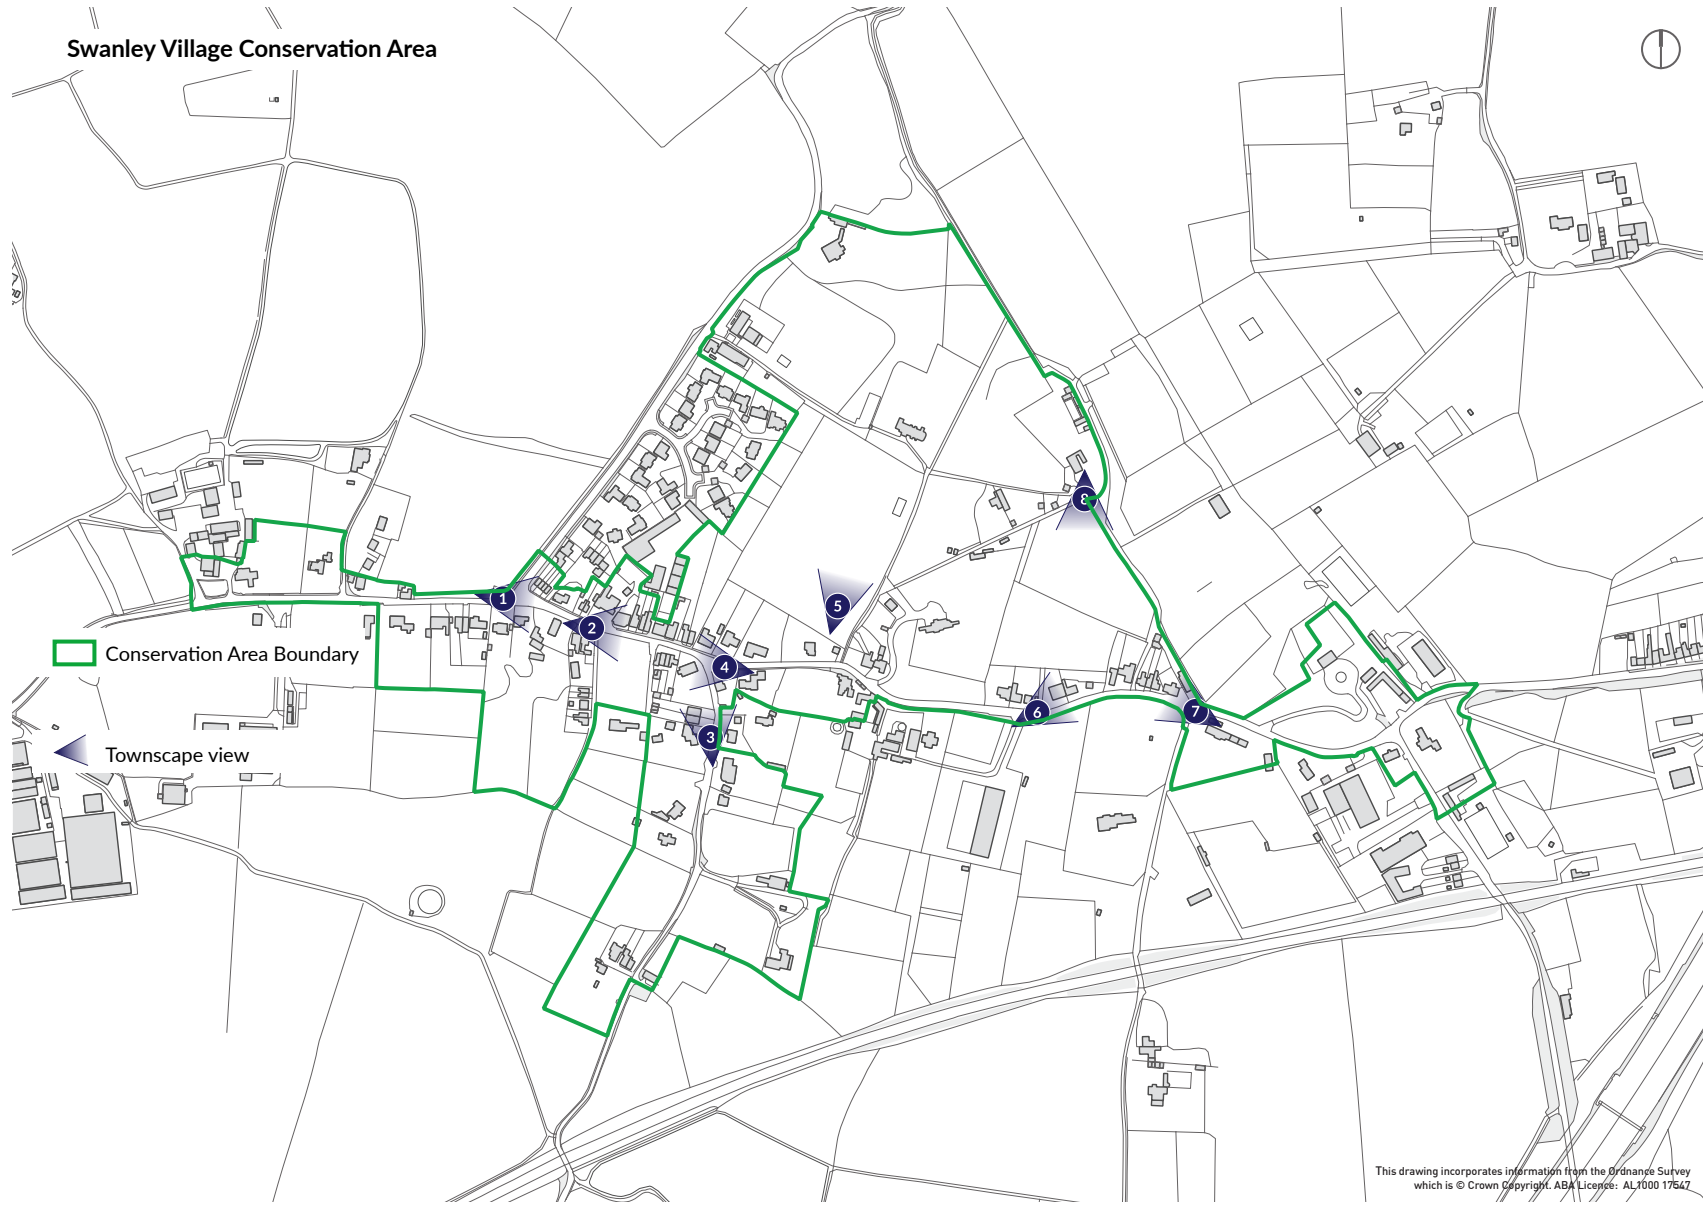 Swanley Village Conservation Area
8
1
5
2
4
6
7
3
Conservation Area Boundary
Townscape view
This drawing incorporates information from the Ordnance Survey
which is © Crown Copyright. ABA Licence: AL1000 17547